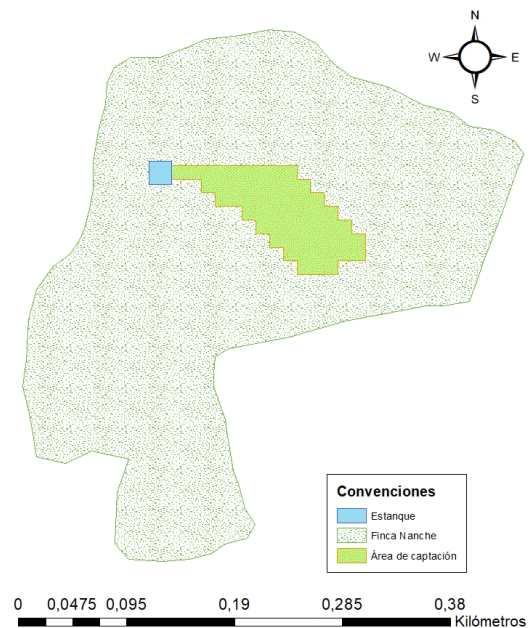 N
W E
S
Convenciones
Estanque
Finca Nanche
Área de captación
0 0,0475 0,095 0,19 0,285 0,38
Kilómetros